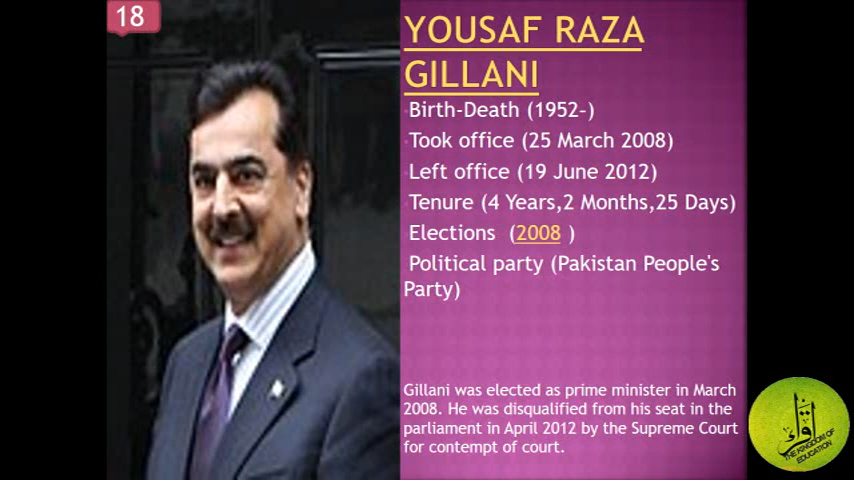 18
YOUSAF RAZA
GILLANI
Birth-Death (1952-)
Took office (25 March 2008)
Left office (19 June 2012)
Tenure (4 Years,2 Months,25 Days)
Elections (2008 )
Political party (Pakistan People's
Party)
Gillani was elected as prime minister in March
2008. He was disqualified from his seat in the
parliament in April 2012 by the Supreme Court
for contempt of court.
اقراء
THE KINGDOM OF
EDUCATION